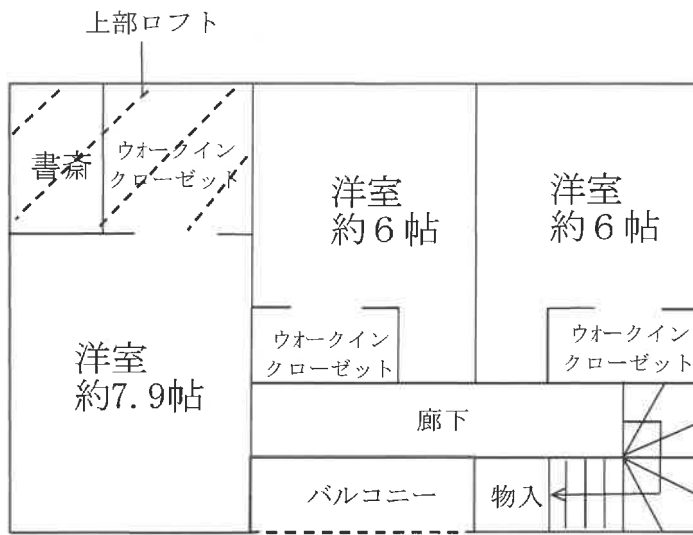 上部ロフト
書斎
ウオークイン
クローゼット
洋室
約6帖
洋室
約6帖
ウオークイン
クローゼット
ウオークイン
クローゼット
洋室
約7.9帖
廊下
バルコニー
物入